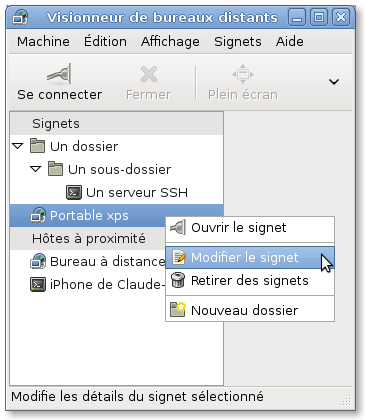 Visionneur de bureaux distants
Machine Édition Affichage Signets Aide
Se connecter Fermer Plein écran
Signets
Un dossier
Un sous-dossier
Un serveur SSH
Portable xps
Ouvrir le signet
Hôtes à proximité
Modifier le signet
Bureau à distance
Retirer des signets
iPhone de Claude-
Nouveau dossier
Modifie les détails du signet sélectionné